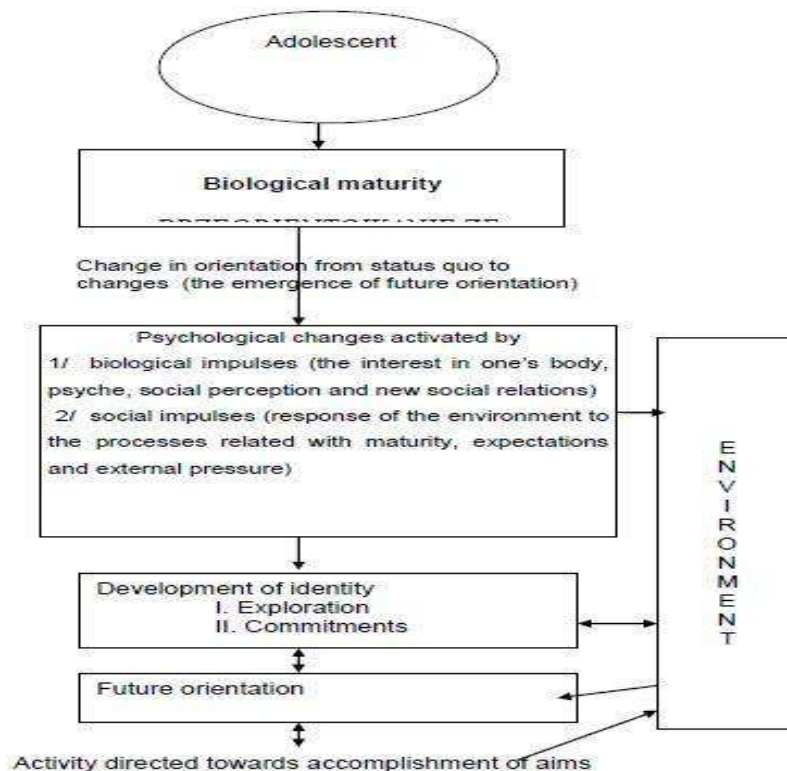 Adolescent
Biological maturity
Change in orientation from status quo to
changes (the emergence of future orientation)
Psychological changes activated by
1/ biological impulses (the interest in one's body,
psyche, social perception and new social relations)
2/ social impulses (response of the environment to
the processes related with maturity, expectations
and external pressure)
ENVIRONMENT
Development of identity
I. Exploration
II. Commitments
Future orientation
Activity directed towards accomplishment of aims